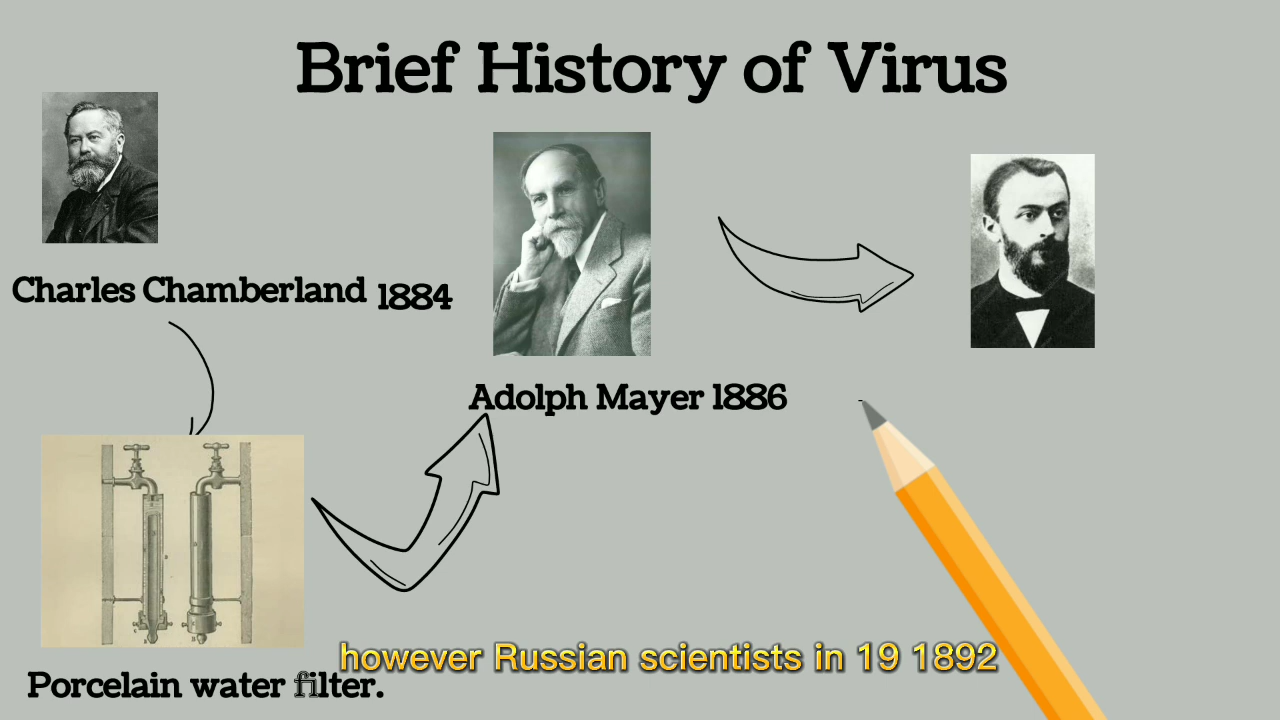 Brief History of Virus
Charles Chamberland 1884
Adolph Mayer 1886
however Russian scientists in 19 1892
Porcelain water filter.